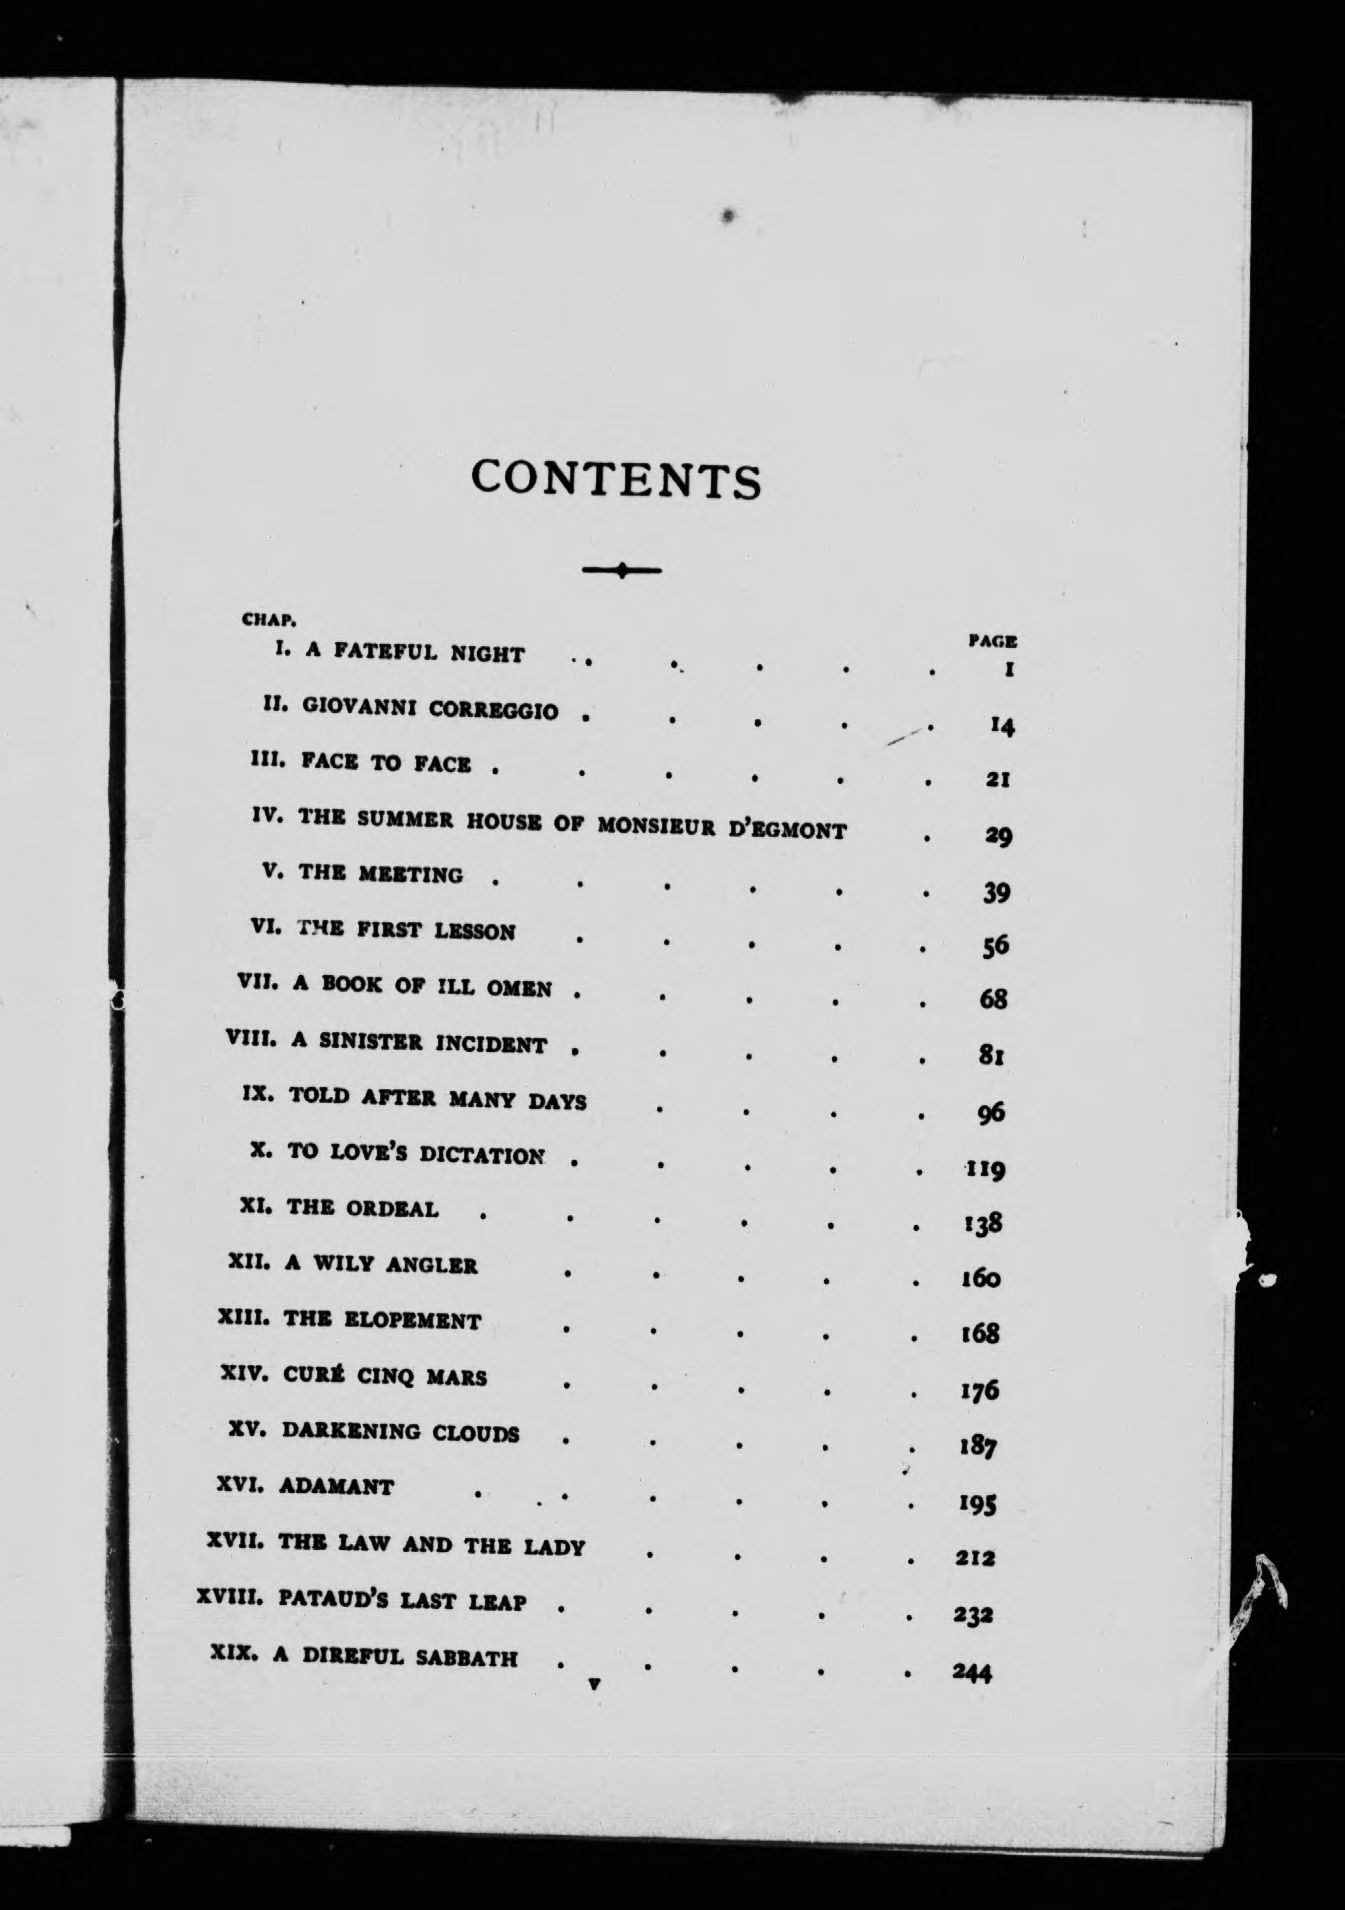 CONTENTS
CHAP. PAGE
I. A FATEFUL NIGHT . . . . . 1
II. GIOVANNI CORREGGIO . . . . . 14
III. FACE TO FACE . . . . . . 21
IV. THE SUMMER HOUSE OF MONSIEUR D'EGMONT . 29
V. THE MEETING . . . . . . 39
VI. THE FIRST LESSON . . . . . 56
VII. A BOOK OF ILL OMEN . . . . . 68
VIII. A SINISTER INCIDENT . . . . . 81
IX. TOLD AFTER MANY DAYS . . . . 96
X. TO LOVE'S DICTATION . . . . . 119
XI. THE ORDEAL . . . . . . 138
XII. A WILY ANGLER . . . . . 160
XIII. THE ELOPEMENT . . . . . 168
XIV. CURÉ CINQ MARS . . . . . 176
XV. DARKENING CLOUDS . . . . . 187
XVI. ADAMANT . . . . . . 195
XVII. THE LAW AND THE LADY . . . . 212
XVIII. PATAUD'S LAST LEAP . . . . . 232
XIX. A DIREFUL SABBATH . . . . . 244
v